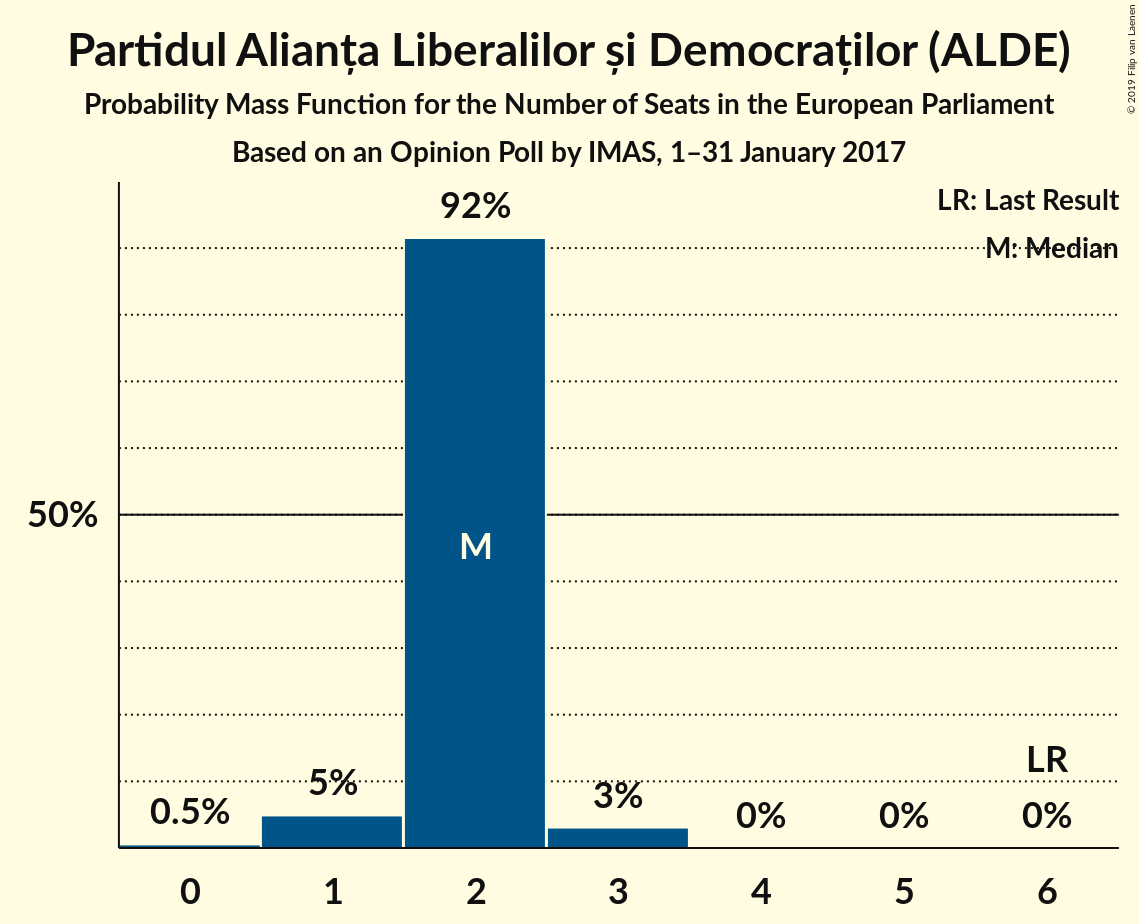 Partidul Alianța Liberalilor și Democraților (ALDE)
Probability Mass Function for the Number of Seats in the European Parliament
Based on an Opinion Poll by IMAS, 1–31 January 2017
© 2019 Filip van Laenen
LR: Last Result
M: Median
92%
50%
M
LR
0.5%
5%
3%
0%
0%
0%
0
1
2
3
4
5
6